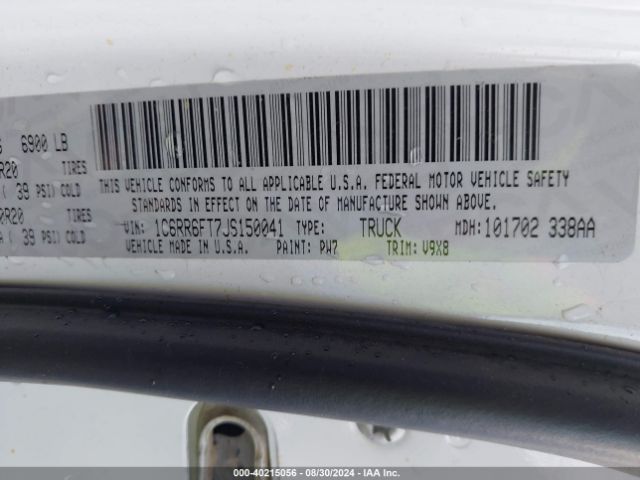 6900 LB
R20 TIRES
( 39 PSI) COLD
0R20 TIRES
( 39 PSI) COLD
THIS VEHICLE CONFORMS TO ALL APPLICABLE U.S.A. FEDERAL MOTOR VEHICLE SAFETY
STANDARDS IN EFFECT ON THE DATE OF MANUFACTURE SHOWN ABOVE.
VIN: 1C6RR6FT7JS150041 TYPE: TRUCK MDH: 101702 338AA
VEHICLE MADE IN U.S.A. PAINT: PW7 TRIM: V9X8
000-40215056 - 08/30/2024 - IAA Inc.